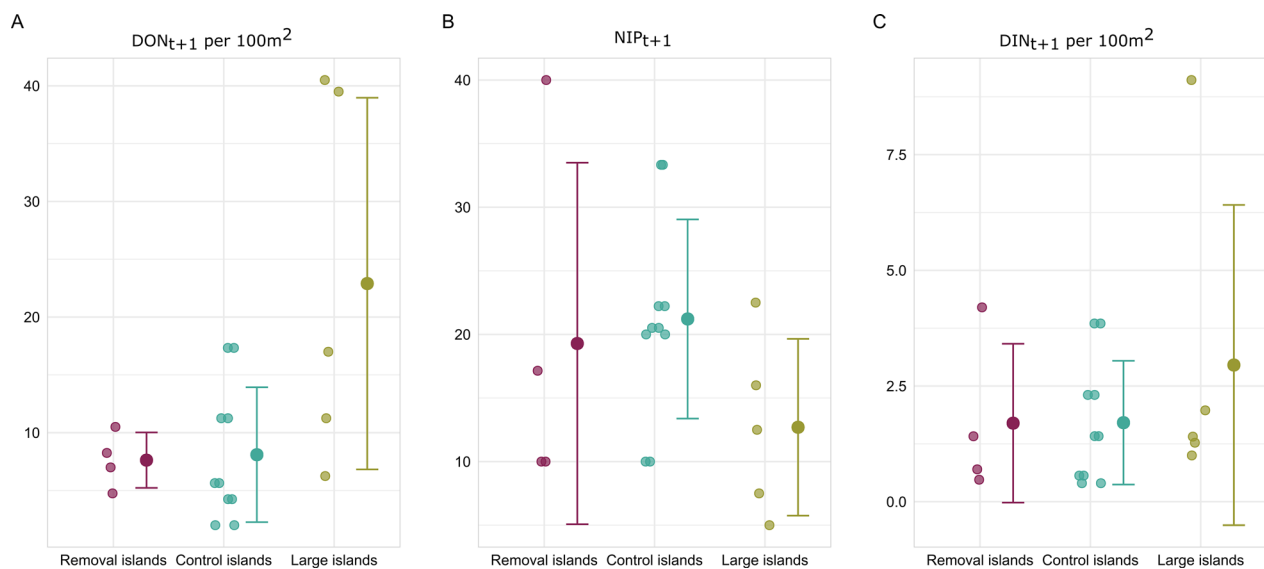 A
DONt+1 per 100m2
40
30
20
10
Removal islands Control islands Large islands
B
NIPt+1
40
30
20
10
Removal islands Control islands Large islands
C
DINt+1 per 100m2
7.5
5.0
2.5
0.0
Removal islands Control islands Large islands